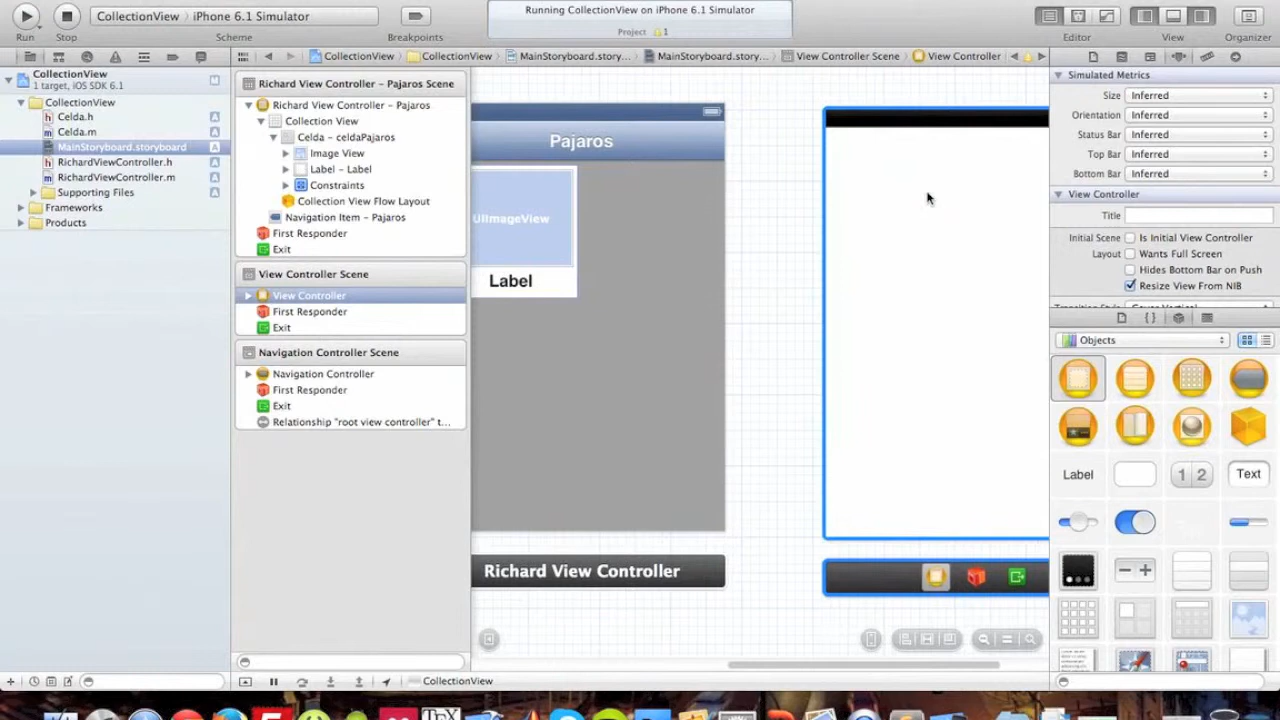 CollectionView › iPhone 6.1 Simulator
Running CollectionView on iPhone 6.1 Simulator
Project 1
Run
Stop
Scheme
Breakpoints
Editor
View
Organizer
CollectionView
CollectionView
MainStoryboard.story...
MainStoryboard.story...
View Controller Scene
View Controller
CollectionView
1 target, iOS SDK 6.1
M
CollectionView
Celda.h
A
Celda.m
A
MainStoryboard.storyboard
A
RichardViewController.h
A
RichardViewController.m
A
Supporting Files
A
Frameworks
Products
Richard View Controller – Pajaros Scene
Richard View Controller – Pajaros
Collection View
Celda – celdaPajaros
Image View
Label – Label
Constraints
Collection View Flow Layout
Navigation Item – Pajaros
First Responder
Exit
View Controller Scene
View Controller
First Responder
Exit
Navigation Controller Scene
Navigation Controller
First Responder
Exit
Relationship "root view controller" t...
Pajaros
UIImageView
Label
Richard View Controller
Simulated Metrics
Size Inferred
Orientation Inferred
Status Bar Inferred
Top Bar Inferred
Bottom Bar Inferred
View Controller
Title
Initial Scene Is Initial View Controller
Layout Wants Full Screen
Hides Bottom Bar on Push
Resize View From NIB
Objects
Label
1 2
Text
CollectionView
TEX